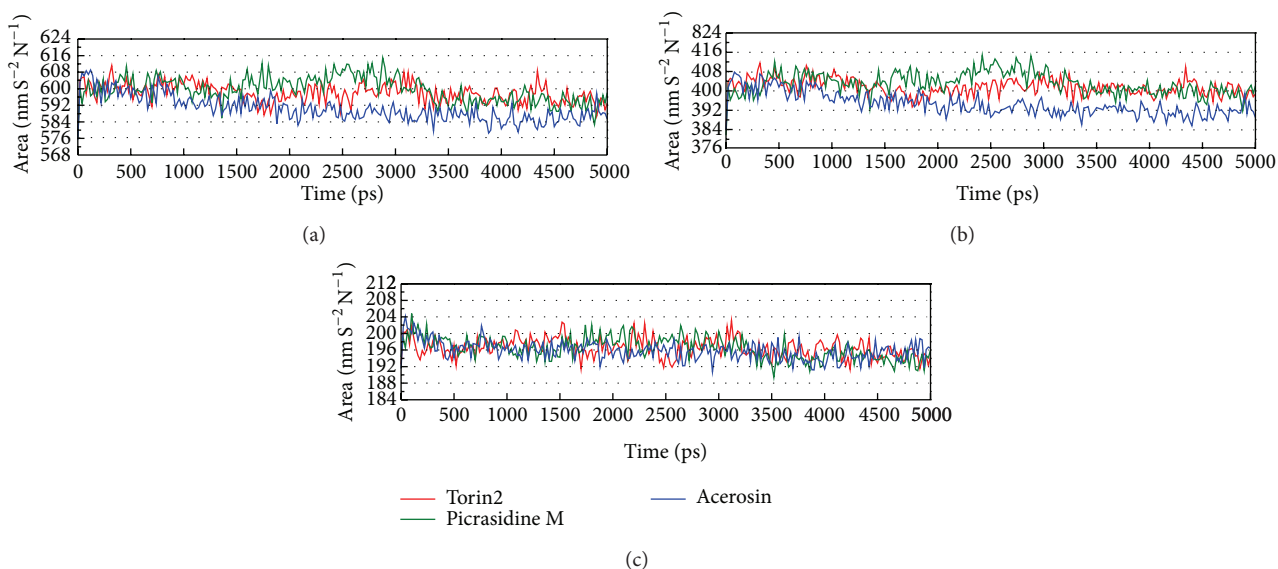 624
616
608
600
592
584
576
568
Area (nm S⁻² N⁻¹)
0 500 1000 1500 2000 2500 3000 3500 4000 4500 5000
Time (ps)
(a)
824
416
408
400
392
384
376
Area (nm S⁻² N⁻¹)
0 500 1000 1500 2000 2500 3000 3500 4000 4500 5000
Time (ps)
(b)
212
208
204
200
196
192
188
184
Area (nm S⁻² N⁻¹)
0 500 1000 1500 2000 2500 3000 3500 4000 4500 5000
Time (ps)
Torin2
Picrasidine M
Acerosin
(c)